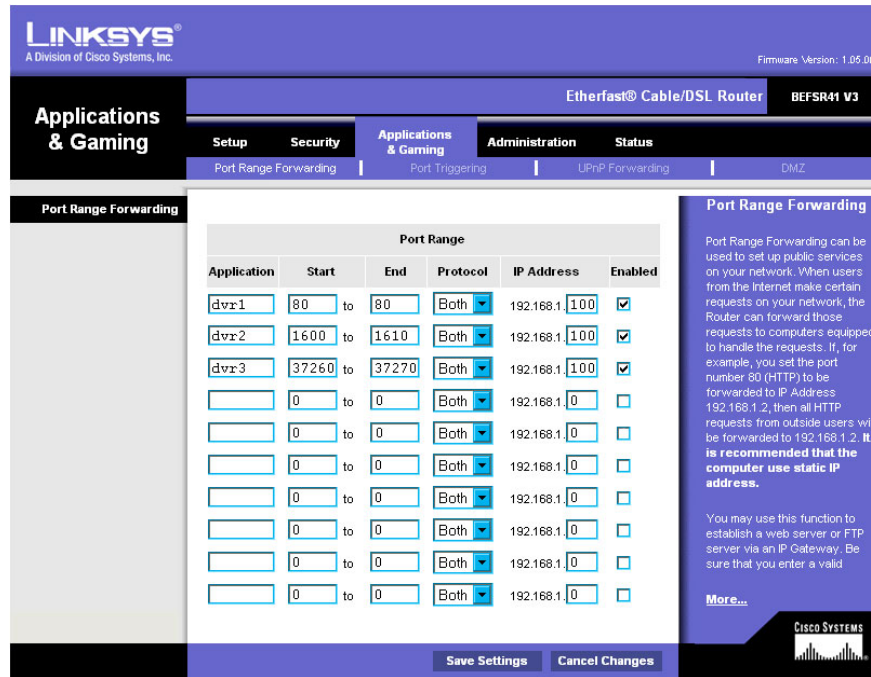 LINKSYS®
A Division of Cisco Systems, Inc.
Firmware Version: 1.05.00
Applications & Gaming
Etherfast® Cable/DSL Router
BEFSR41 V3
Setup Security Applications & Gaming Administration Status
Port Range Forwarding Port Triggering UPnP Forwarding DMZ
Port Range Forwarding
Port Range
Application Start End Protocol IP Address Enabled
dvr1 80 to 80 Both 192.168.1. 100
dvr2 1600 to 1610 Both 192.168.1. 100
dvr3 37260 to 37270 Both 192.168.1. 100
0 to 0 Both 192.168.1. 0
0 to 0 Both 192.168.1. 0
0 to 0 Both 192.168.1. 0
0 to 0 Both 192.168.1. 0
0 to 0 Both 192.168.1. 0
0 to 0 Both 192.168.1. 0
0 to 0 Both 192.168.1. 0
Port Range Forwarding
Port Range Forwarding can be
used to set up public services
on your network. When users
from the Internet make certain
requests on your network, the
Router can forward those
requests to computers equipped
to handle the requests. If, for
example, you set the port
number 80 (HTTP) to be
forwarded to IP Address
192.168.1.2, then all HTTP
requests from outside users wi
be forwarded to 192.168.1.2. It
is recommended that the
computer use static IP
address.
You may use this function to
establish a web server or FTP
server via an IP Gateway. Be
sure that you enter a valid
More...
Save Settings Cancel Changes
CISCO SYSTEMS